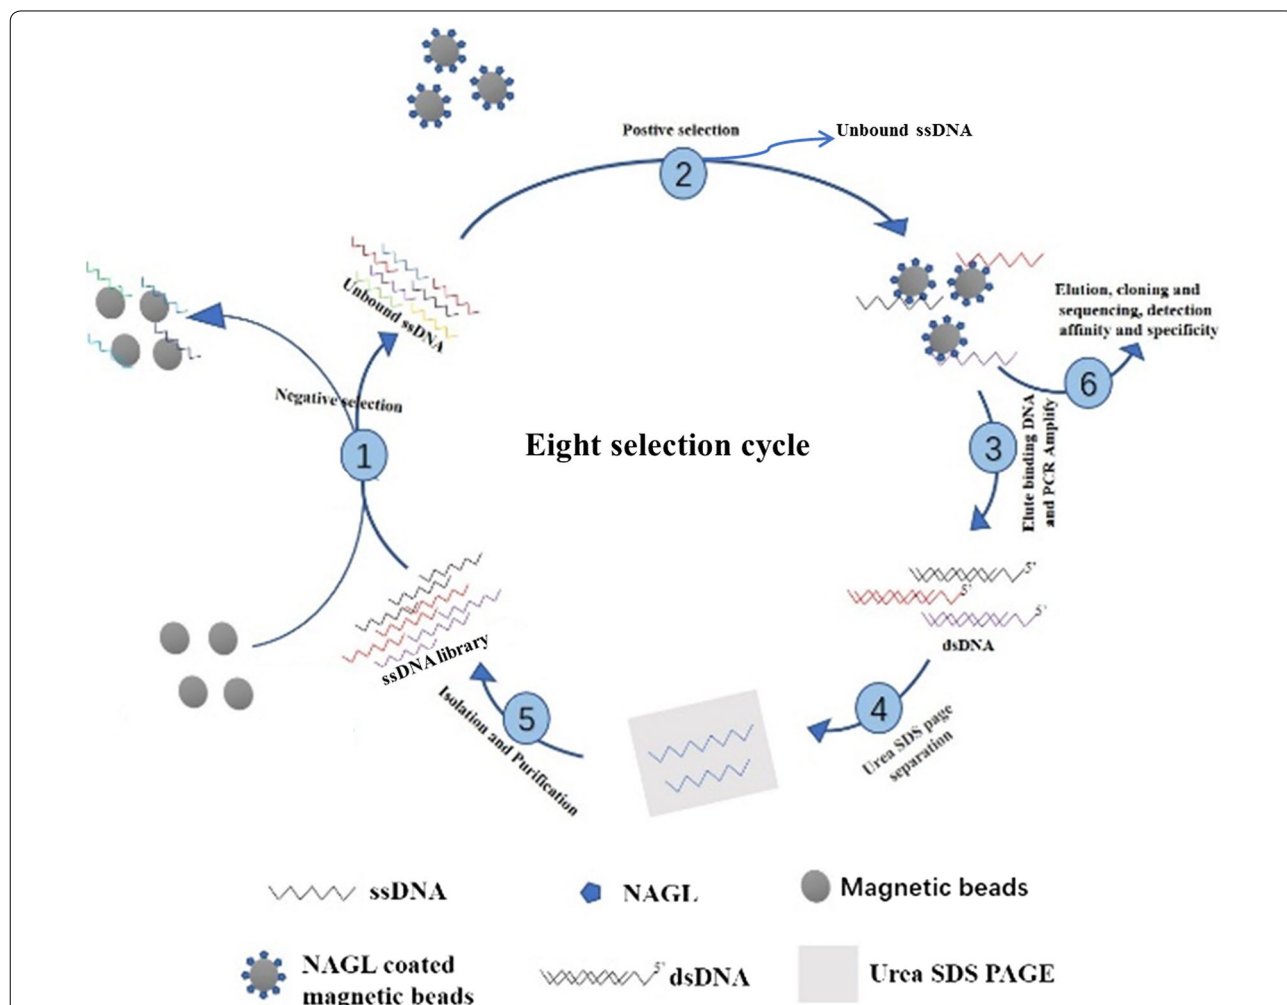 Postive selection
Unbound ssDNA
2
Unbound ssDNA
Elution, cloning and
sequencing, detection
affinity and specificity
6
Negative selection
1
Eight selection cycle
3
Elute binding DNA
and PCR Amplify
5'
5'
5'
dsDNA
ssDNA library
4
Urea SDS page
separation
5
Isolation and Purification
ssDNA
NAGL
Magnetic beads
NAGL coated
magnetic beads
5'
dsDNA
Urea SDS PAGE